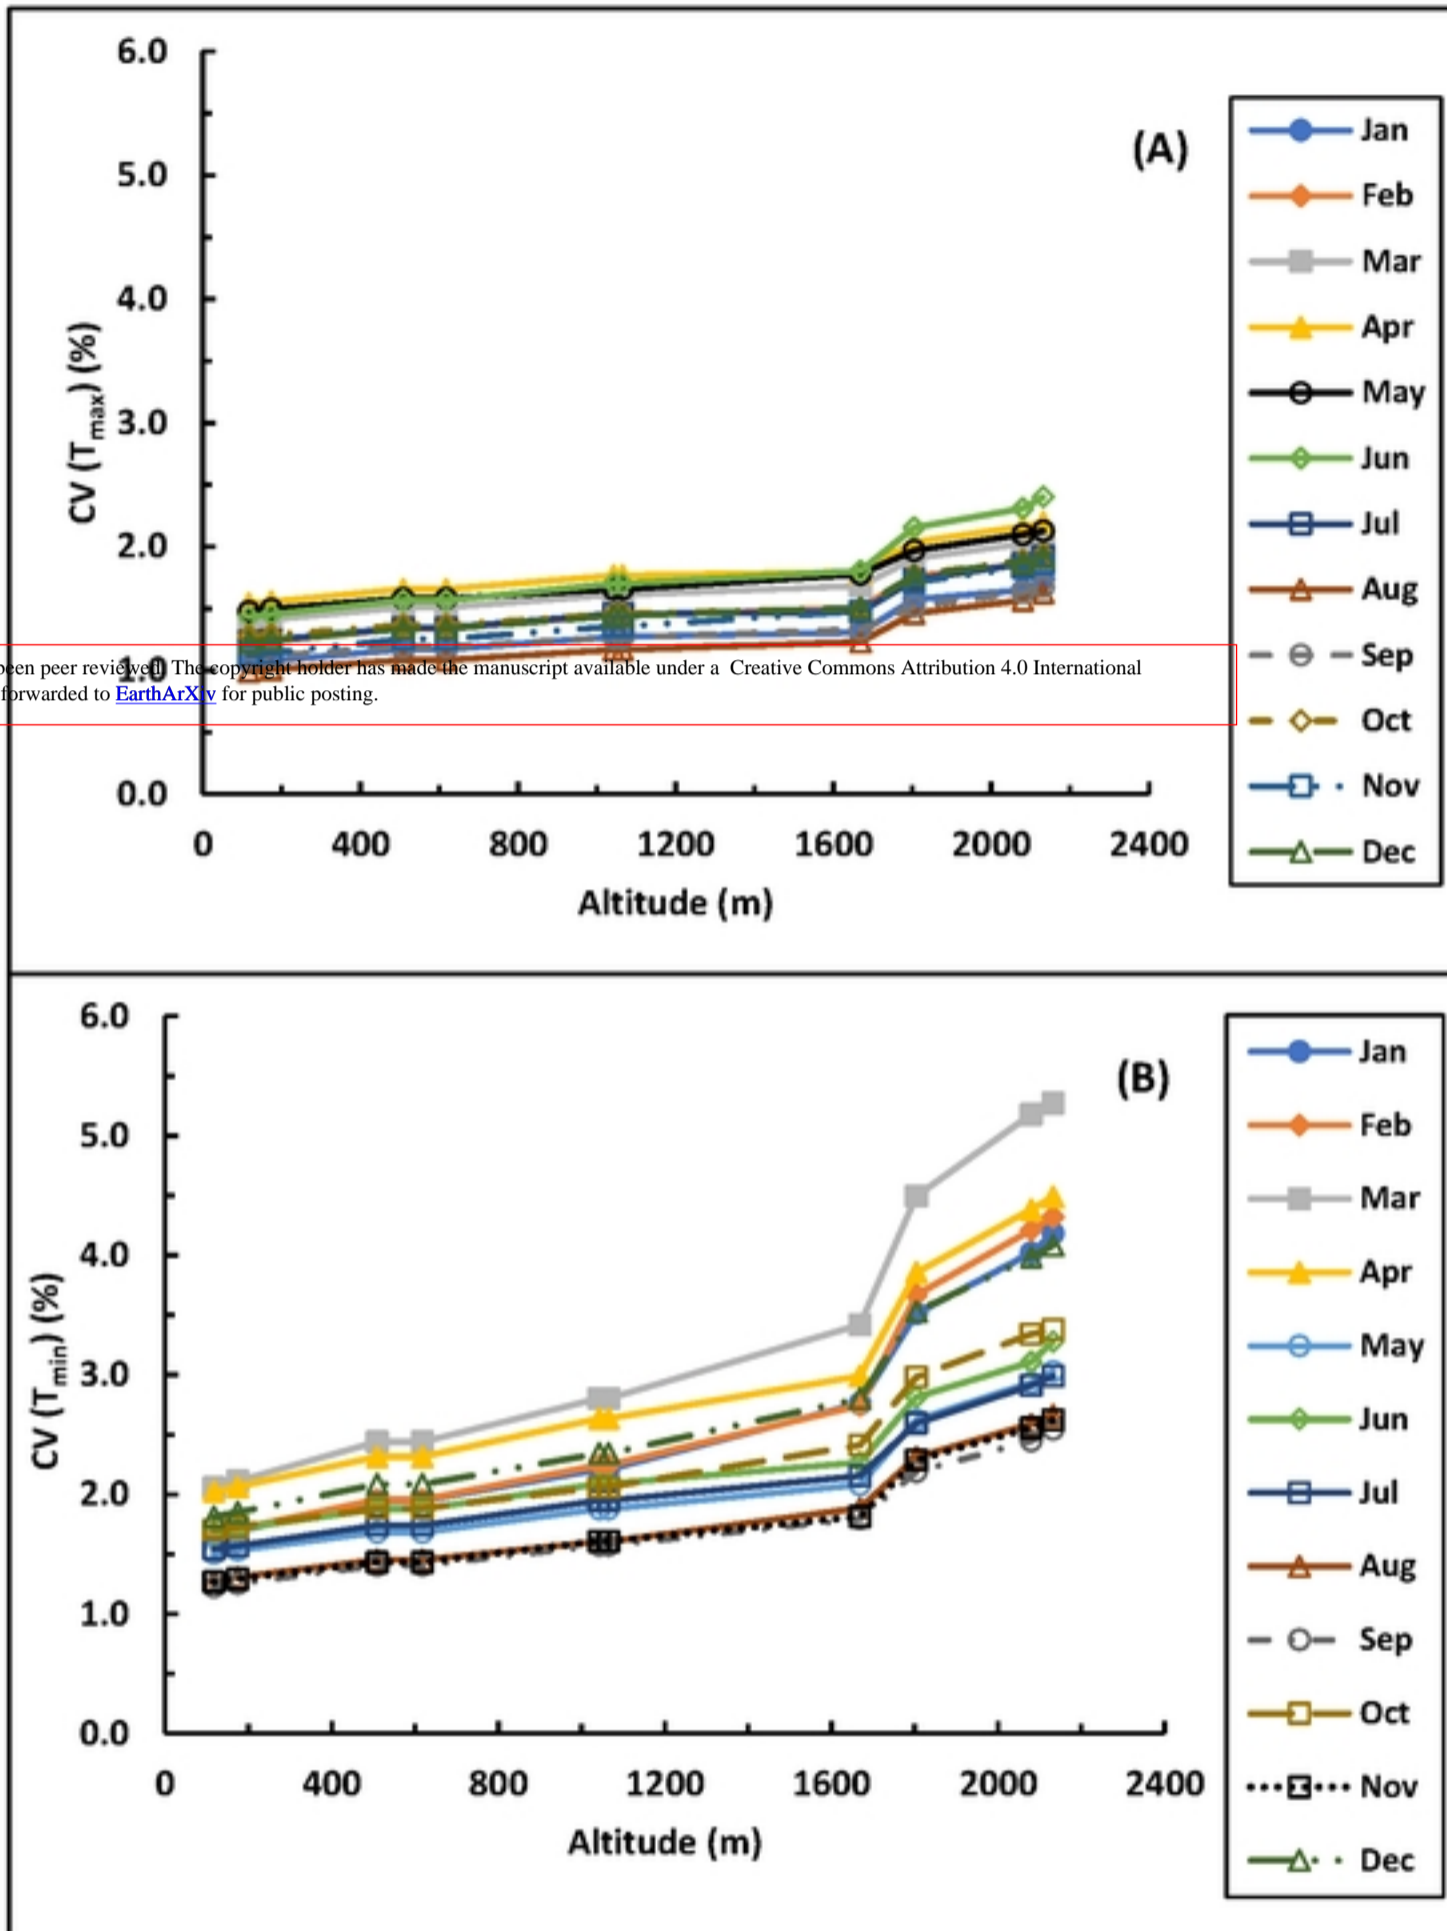 6.0
(A)
5.0
4.0
3.0
2.0
1.0
0.0
CV (Tmax) (%)
0 400 800 1200 1600 2000 2400
Altitude (m)
Jan
Feb
Mar
Apr
May
Jun
Jul
Aug
Sep
Oct
Nov
Dec
been peer reviewed. The copyright holder has made the manuscript available under a Creative Commons Attribution 4.0 International
forwarded to EarthArXiv for public posting.
6.0
(B)
5.0
4.0
3.0
2.0
1.0
0.0
CV (Tmin) (%)
0 400 800 1200 1600 2000 2400
Altitude (m)
Jan
Feb
Mar
Apr
May
Jun
Jul
Aug
Sep
Oct
Nov
Dec